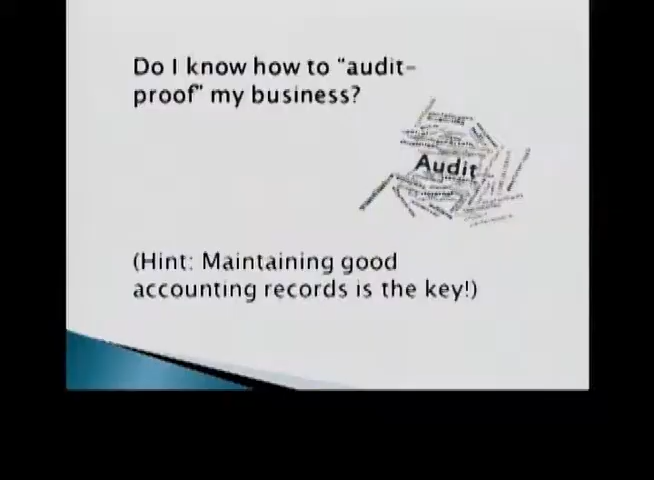 Do I know how to "audit-
proof" my business?
Audit
(Hint: Maintaining good
accounting records is the key!)